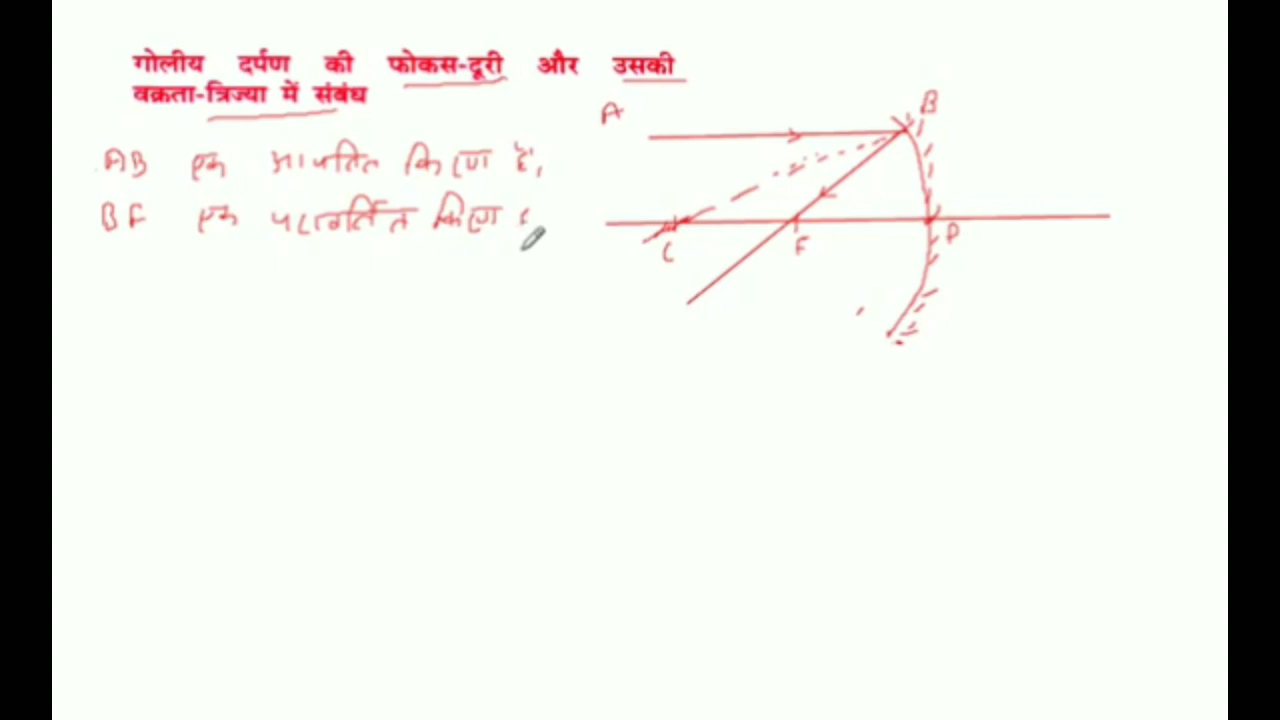 गोलीय दर्पण की फोकस-दूरी और उसकी
वक्रता-त्रिज्या में संबंध
AB एक आपतित किरण है,
BF एक परावर्तित किरण
A
B
C
F
P